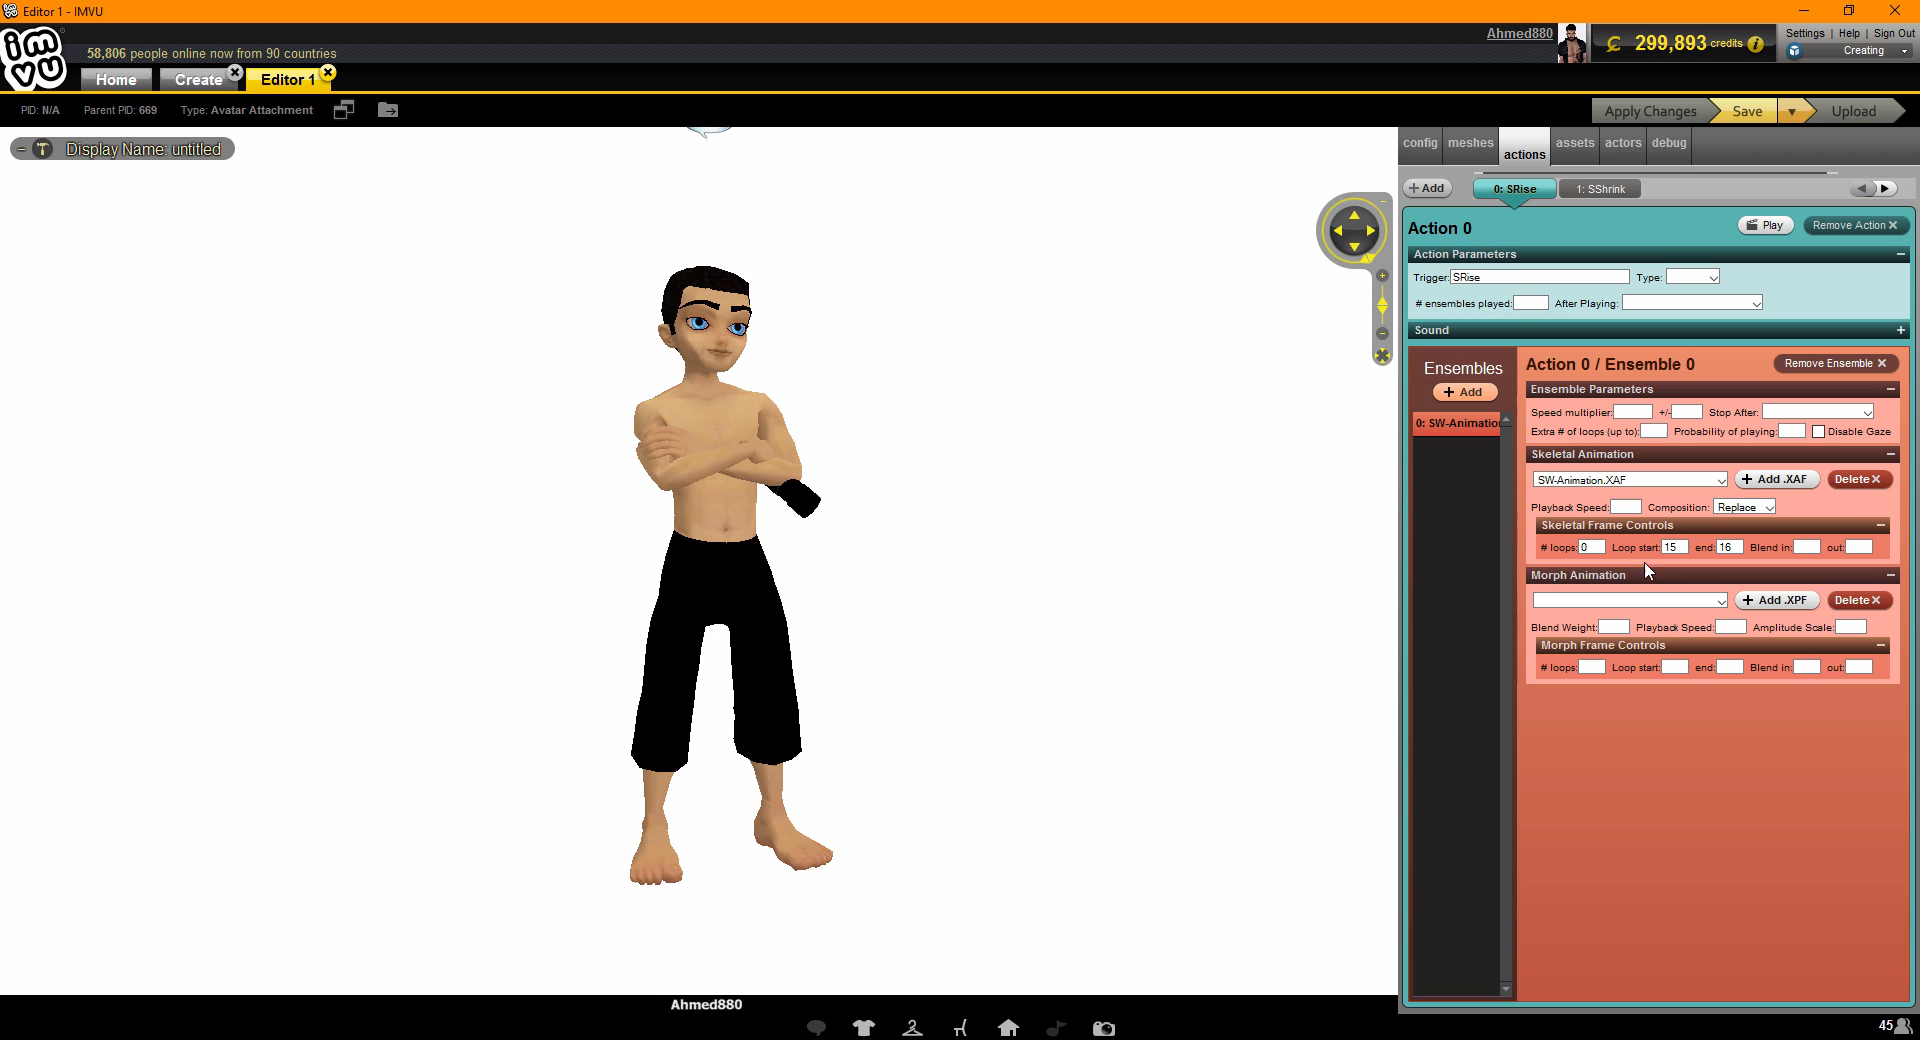 Editor 1 - IMVU
imvu
58,806 people online now from 90 countries
Ahmed880
299,893 credits
Settings | Help | Sign Out
Creating
Home
Create
Editor 1
PID: N/A
Parent PID: 669
Type: Avatar Attachment
Apply Changes
Save
Upload
Display Name: untitled
config
meshes
actions
assets
actors
debug
+ Add
0: SRise
1: SShrink
Action 0
Play
Remove Action X
Action Parameters
Trigger: SRise
Type:
# ensembles played:
After Playing:
Sound
Ensembles
+ Add
0: SW-Animatio
Action 0 / Ensemble 0
Remove Ensemble X
Ensemble Parameters
Speed multiplier:
+/-
Stop After:
Extra # of loops (up to):
Probability of playing:
Disable Gaze
Skeletal Animation
SW-Animation.XAF
+ Add .XAF
Delete X
Playback Speed:
Composition: Replace
Skeletal Frame Controls
# loops: 0
Loop start: 15
end: 16
Blend in:
out:
Morph Animation
+ Add .XPF
Delete X
Blend Weight:
Playback Speed:
Amplitude Scale:
Morph Frame Controls
# loops:
Loop start:
end:
Blend in:
out:
Ahmed880
45